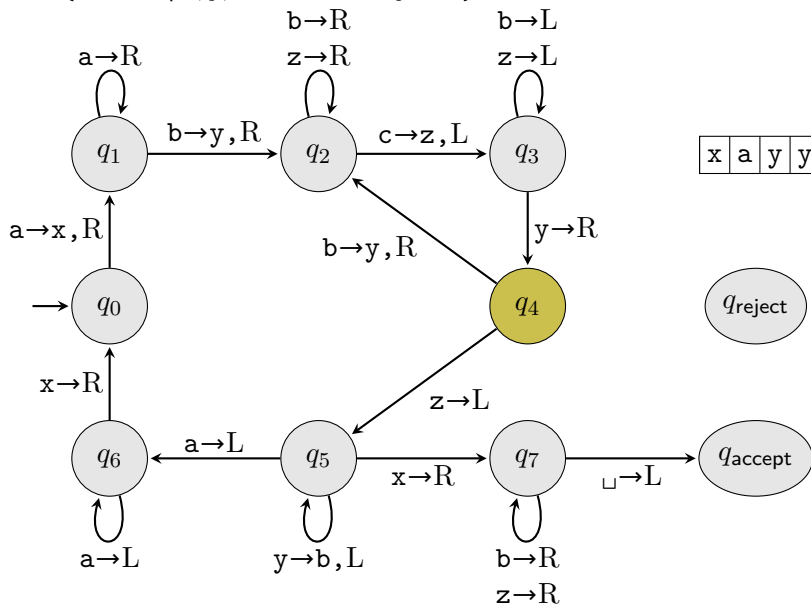 b→R b→L
a→R z→R z→L
q1 b→y,R q2 c→z,L q3 x a y y
a→x,R b→y,R y→R
q0 q4 qreject
x→R z→L
q6 a→L q5 x→R q7 ␣→L qaccept
a→L y→b,L b→R
z→R